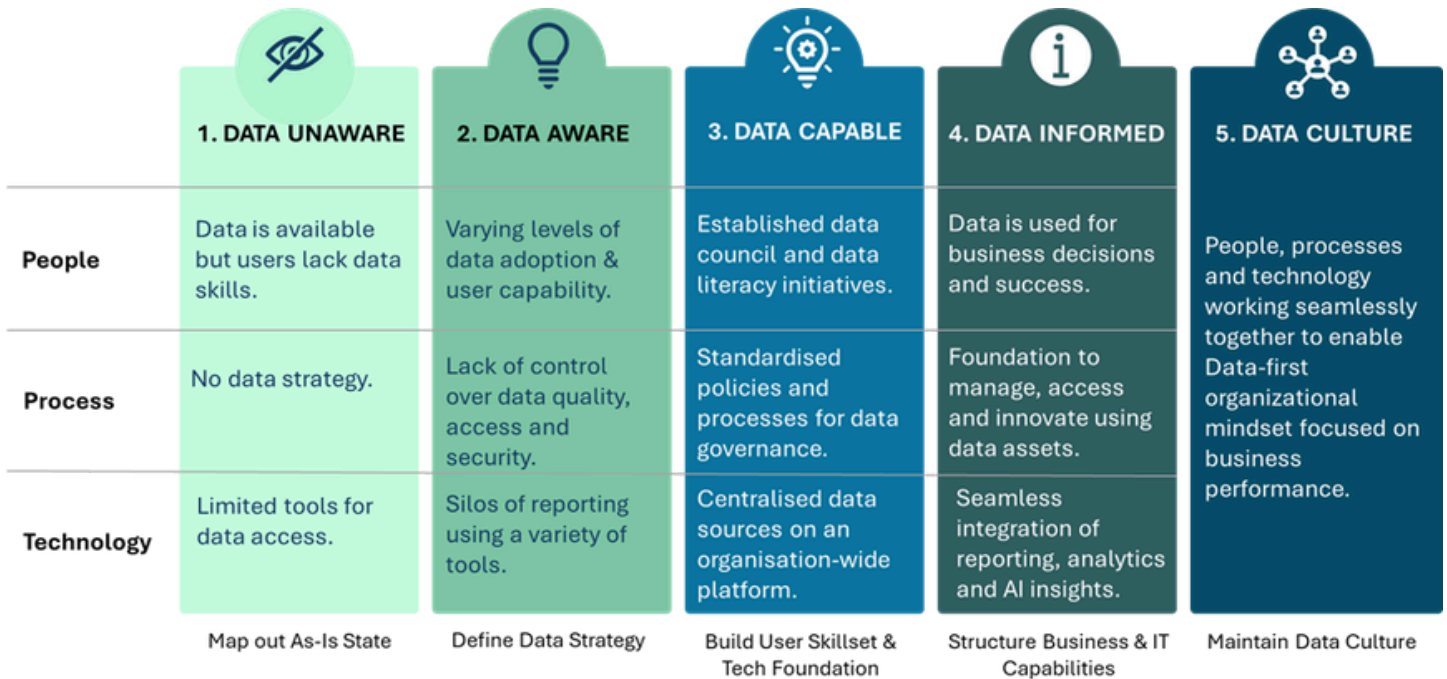 1. DATA UNAWARE
2. DATA AWARE
3. DATA CAPABLE
4. DATA INFORMED
5. DATA CULTURE
People
Data is available
but users lack data
skills.
Varying levels of
data adoption &
user capability.
Established data
council and data
literacy initiatives.
Data is used for
business decisions
and success.
People, processes
and technology
working seamlessly
together to enable
Data-first
organizational
mindset focused on
business
performance.
Process
No data strategy.
Lack of control
over data quality,
access and
security.
Standardised
policies and
processes for data
governance.
Foundation to
manage, access
and innovate using
data assets.
Technology
Limited tools for
data access.
Silos of reporting
using a variety of
tools.
Centralised data
sources on an
organisation-wide
platform.
Seamless
integration of
reporting, analytics
and AI insights.
Map out As-Is State
Define Data Strategy
Build User Skillset &
Tech Foundation
Structure Business & IT
Capabilities
Maintain Data Culture